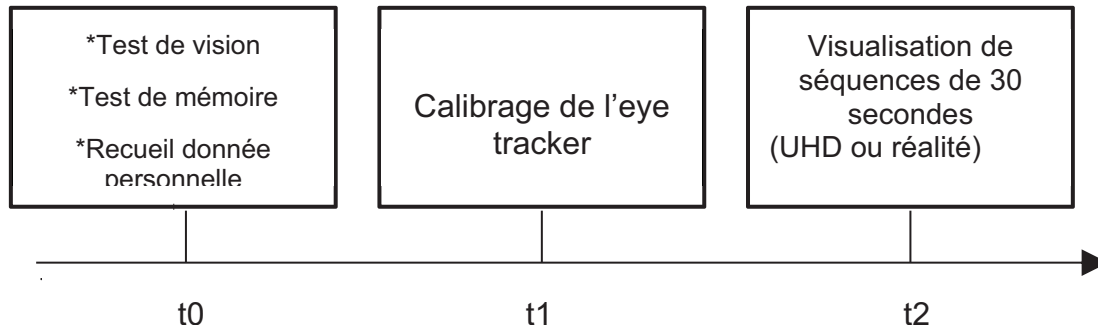 *Test de vision
*Test de mémoire
*Recueil donnée
personnelle
Calibrage de l’eye
tracker
Visualisation de
séquences de 30
secondes
(UHD ou réalité)
t0
t1
t2